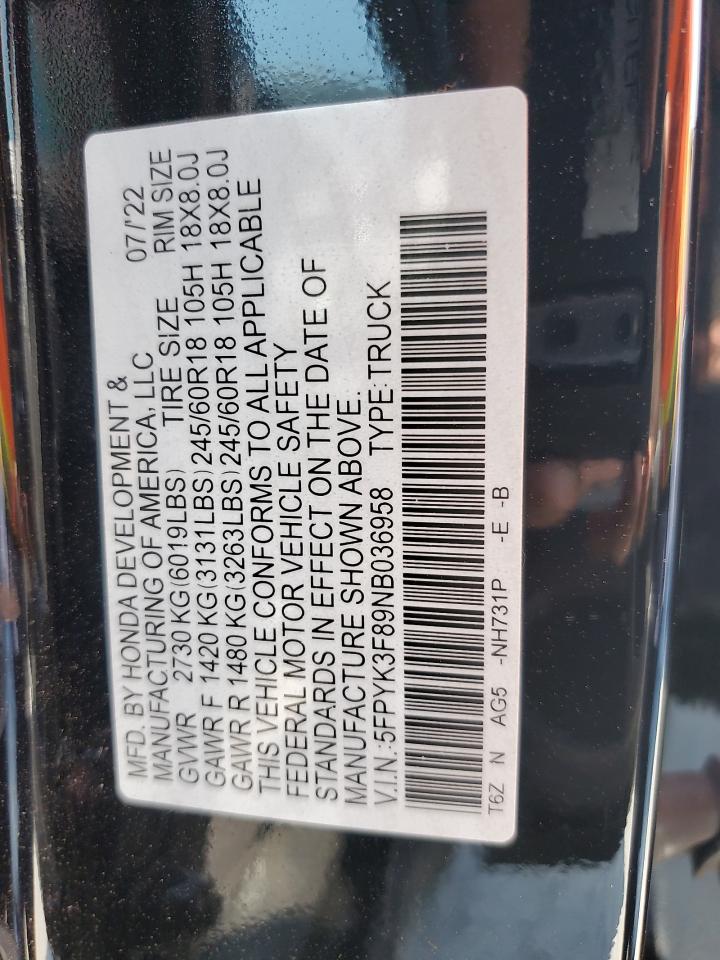 MFD. BY HONDA DEVELOPMENT &
MANUFACTURING OF AMERICA, LLC 07/'22
GVWR 2730 KG(6019LBS) TIRE SIZE RIM SIZE
GAWR F 1420 KG(3131LBS)245/60R18 105H 18X8.0J
GAWR R 1480 KG(3263LBS)245/60R18 105H 18X8.0J
THIS VEHICLE CONFORMS TO ALL APPLICABLE
FEDERAL MOTOR VEHICLE SAFETY
STANDARDS IN EFFECT ON THE DATE OF
MANUFACTURE SHOWN ABOVE.
V.I.N.:5FPYK3F89NB036958 TYPE:TRUCK
T6Z N AG5 -NH731P -E -B